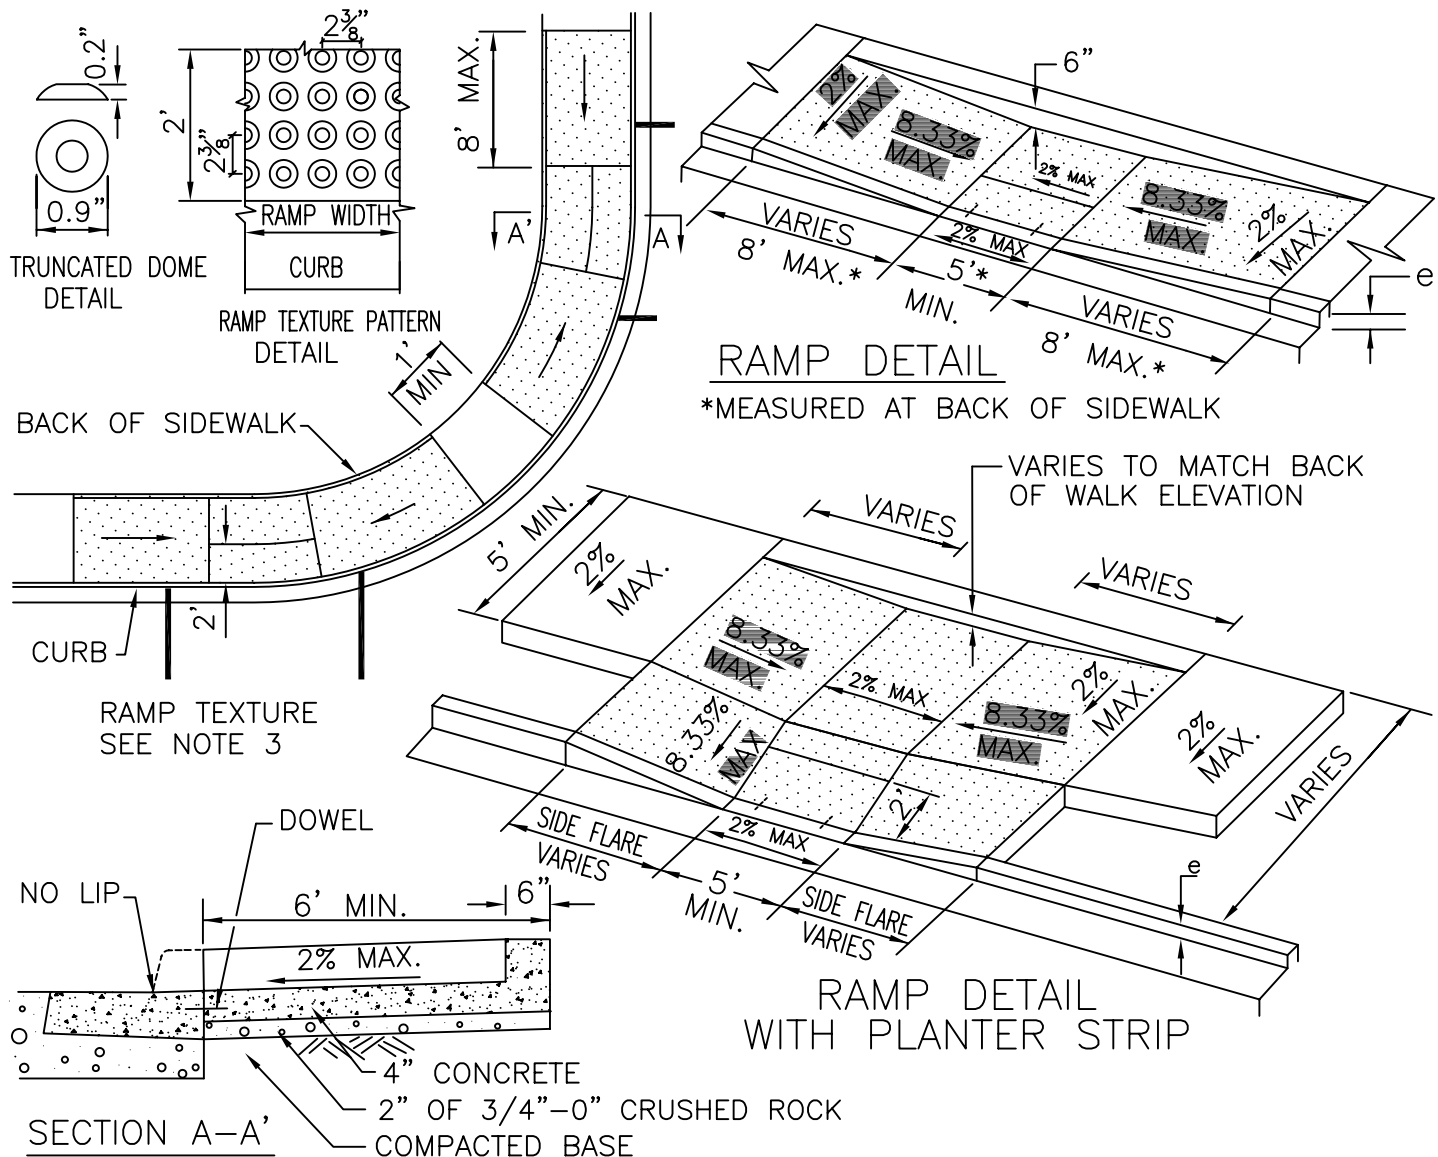 0.2"
0.9"
TRUNCATED DOME
DETAIL
2 3/8"
2'
2 3/8"
RAMP WIDTH
CURB
RAMP TEXTURE PATTERN
DETAIL
8' MAX.
A'
A
1'
MIN
BACK OF SIDEWALK
CURB
2'
RAMP TEXTURE
SEE NOTE 3
6"
2%
MAX
8.33%
MAX.
2% MAX
8.33%
MAX.
2%
MAX.
VARIES
8' MAX.*
2% MAX
5'*
MIN.
VARIES
8' MAX.*
e
RAMP DETAIL
*MEASURED AT BACK OF SIDEWALK
VARIES TO MATCH BACK
OF WALK ELEVATION
VARIES
VARIES
5' MIN.
2%
MAX.
8.33%
MAX.
2% MAX
8.33%
MAX.
2%
MAX.
2%
MAX.
8.33%
MAX
2'
VARIES
SIDE FLARE
VARIES
2% MAX
5'
MIN.
SIDE FLARE
VARIES
e
RAMP DETAIL
WITH PLANTER STRIP
DOWEL
NO LIP
6' MIN.
6"
2% MAX.
4" CONCRETE
2" OF 3/4"-0" CRUSHED ROCK
COMPACTED BASE
SECTION A-A'